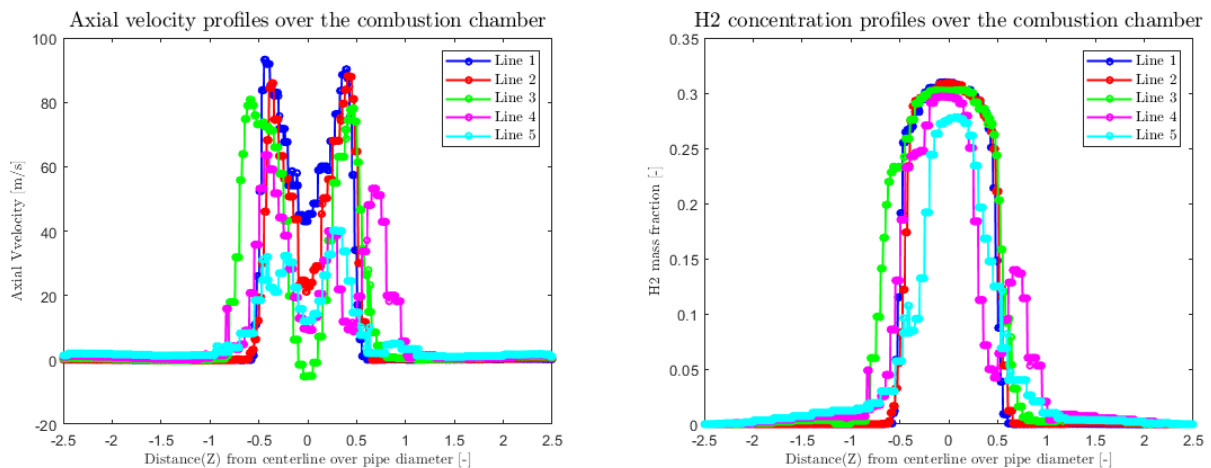 Axial velocity profiles over the combustion chamber
100
80
60
40
20
0
-20
Axial Vvelocity [m/s]
-2.5 -2 -1.5 -1 -0.5 0 0.5 1 1.5 2 2.5
Distance(Z) from centerline over pipe diameter [-]
Line 1
Line 2
Line 3
Line 4
Line 5
H2 concentration profiles over the combustion chamber
0.35
0.3
0.25
0.2
0.15
0.1
0.05
0
H2 mass fraction [-]
-2.5 -2 -1.5 -1 -0.5 0 0.5 1 1.5 2 2.5
Distance(Z) from centerline over pipe diameter [-]
Line 1
Line 2
Line 3
Line 4
Line 5